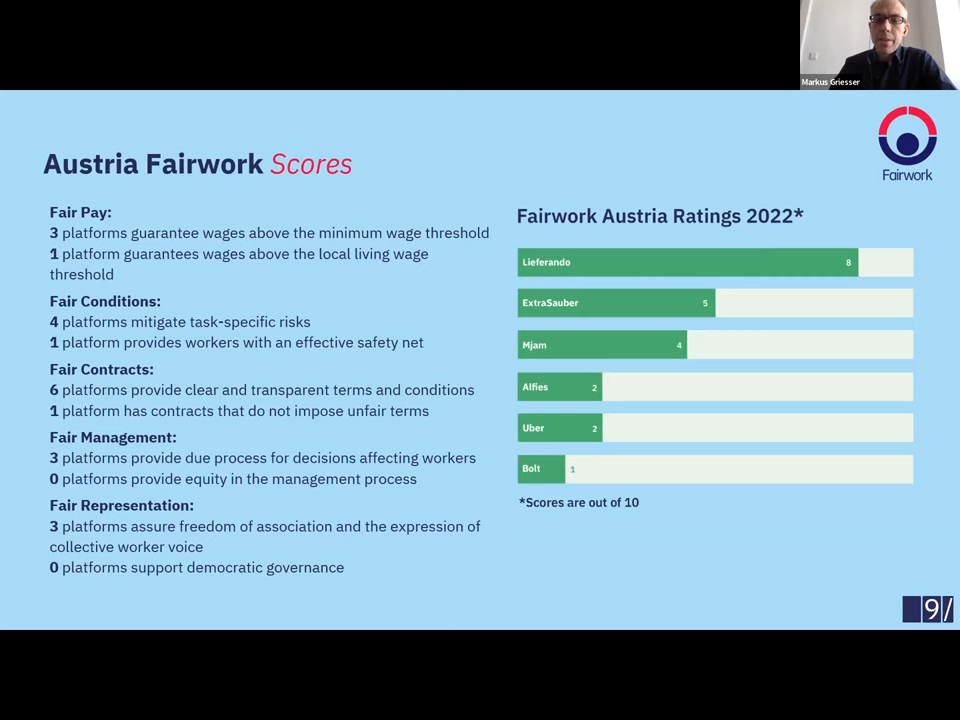 Markus Griesser
Fairwork
Austria Fairwork Scores
Fair Pay:
3 platforms guarantee wages above the minimum wage threshold
1 platform guarantees wages above the local living wage
threshold
Fair Conditions:
4 platforms mitigate task-specific risks
1 platform provides workers with an effective safety net
Fair Contracts:
6 platforms provide clear and transparent terms and conditions
1 platform has contracts that do not impose unfair terms
Fair Management:
3 platforms provide due process for decisions affecting workers
0 platforms provide equity in the management process
Fair Representation:
3 platforms assure freedom of association and the expression of
collective worker voice
0 platforms support democratic governance
Fairwork Austria Ratings 2022*
Lieferando 8
ExtraSauber 5
Mjam 4
Alfies 2
Uber 2
Bolt 1
*Scores are out of 10
9/